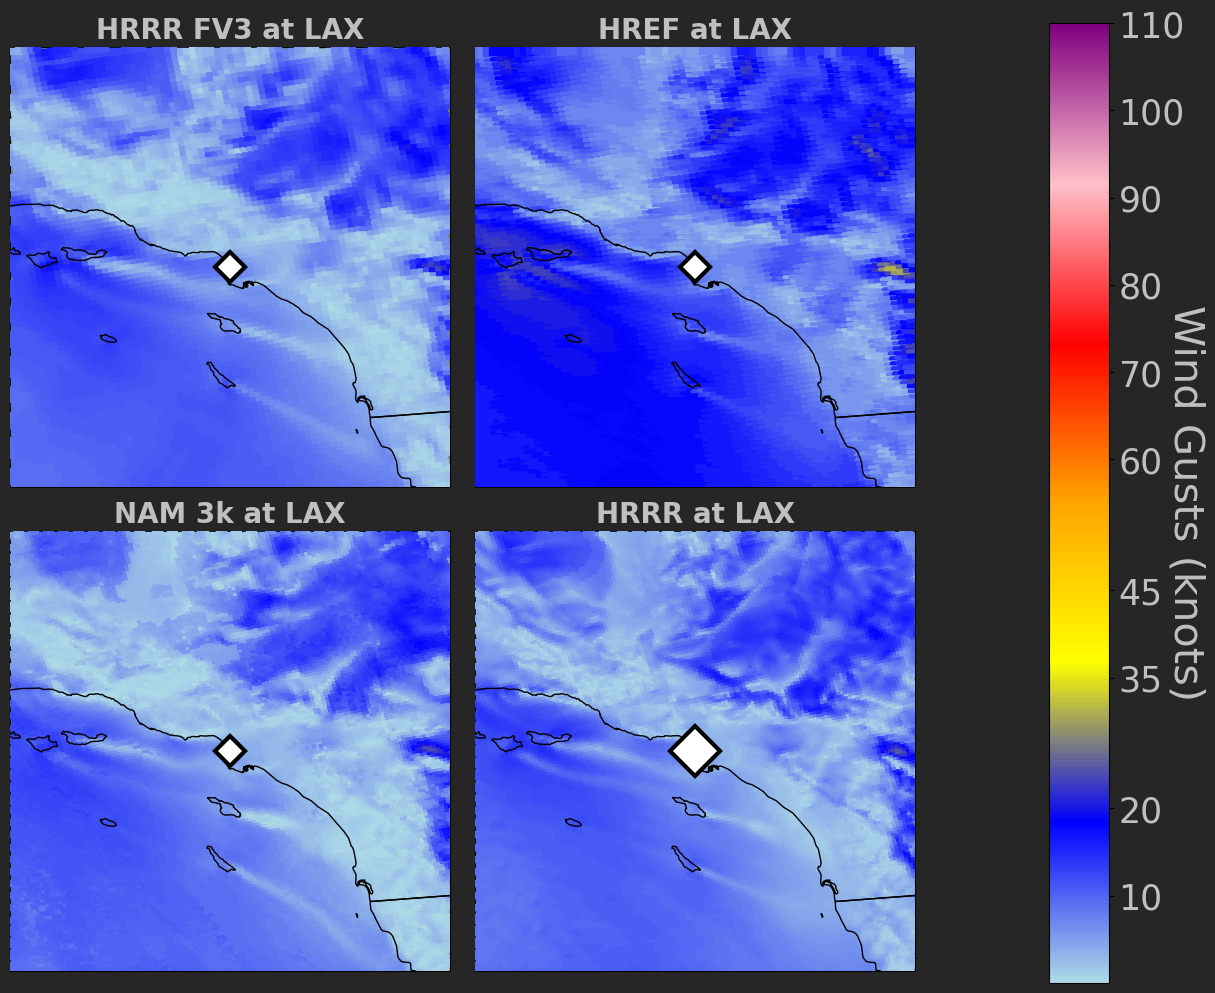 HRRR FV3 at LAX
HREF at LAX
NAM 3k at LAX
HRRR at LAX
110
100
90
80
70
60
45
35
20
10
Wind Gusts (knots)